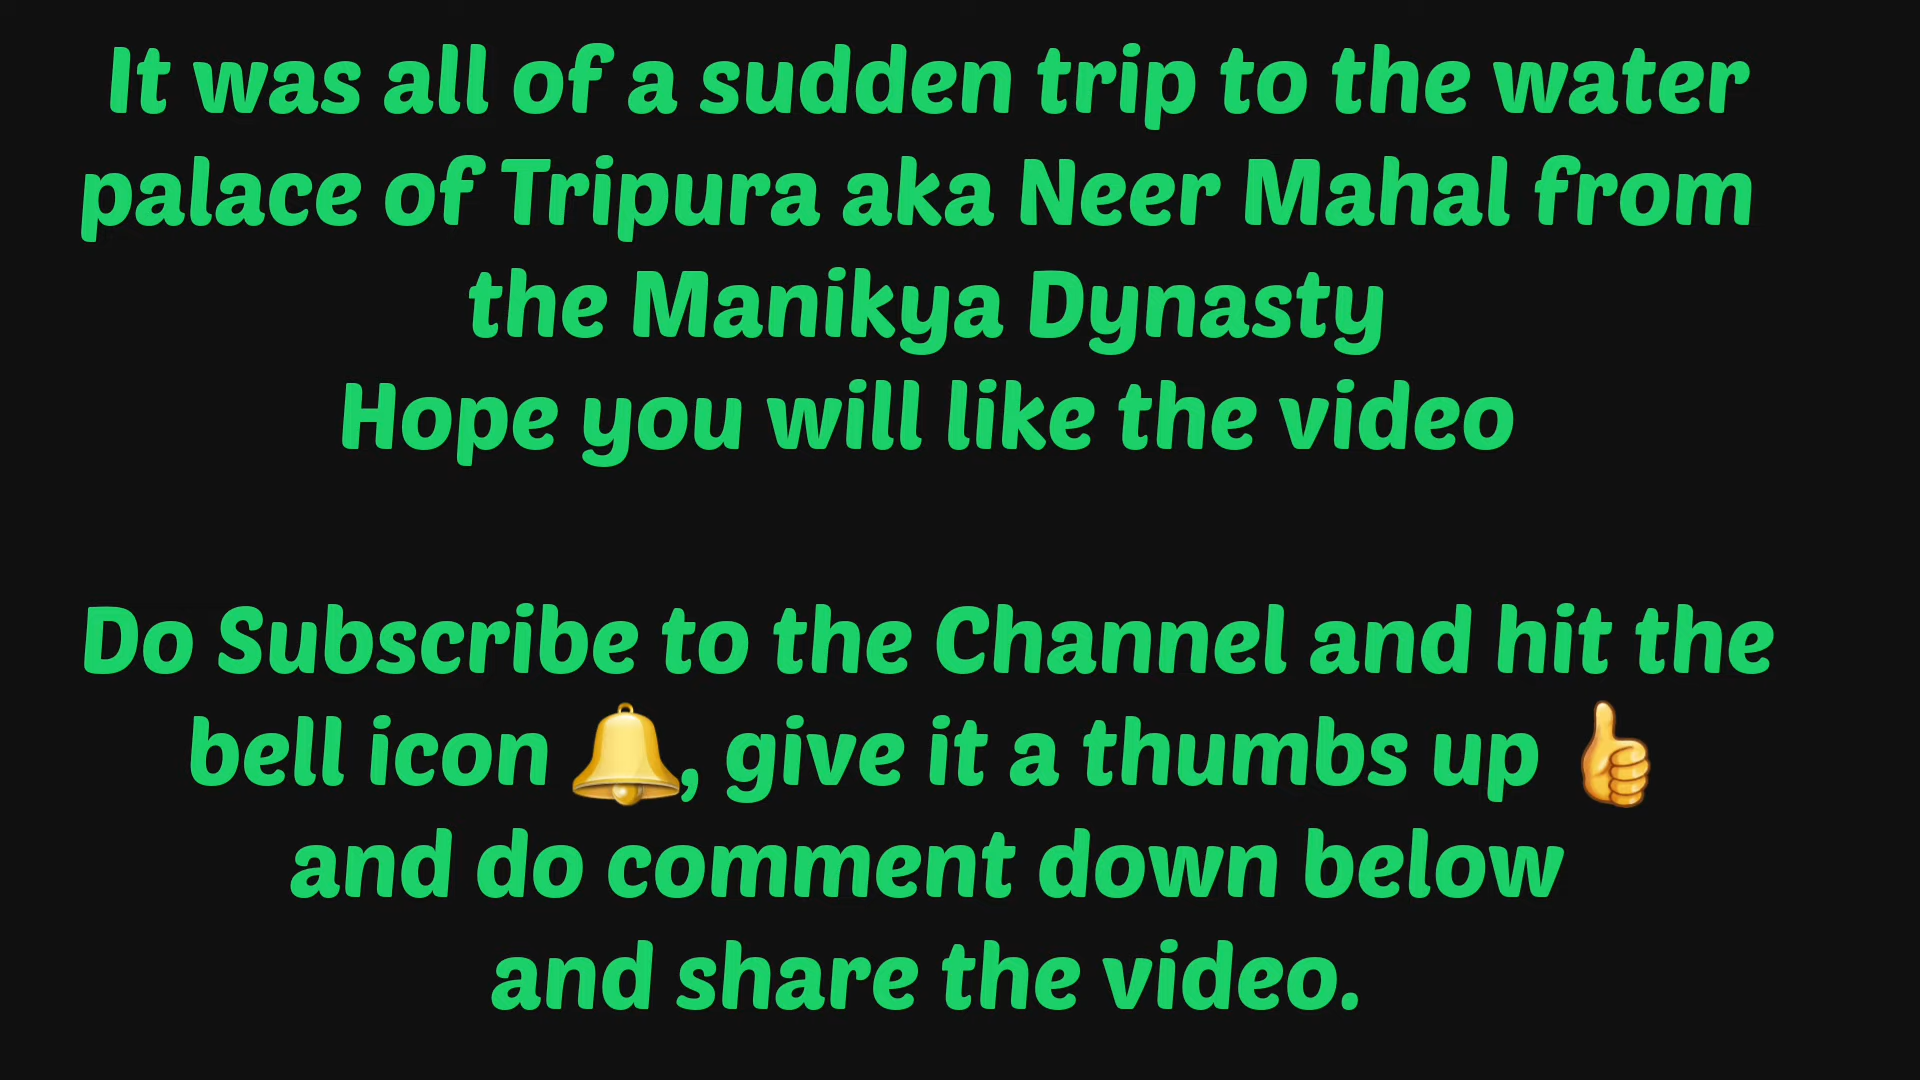 It was all of a sudden trip to the water
palace of Tripura aka Neer Mahal from
the Manikya Dynasty
Hope you will like the video
Do Subscribe to the Channel and hit the
bell icon 🔔, give it a thumbs up 👍
and do comment down below
and share the video.